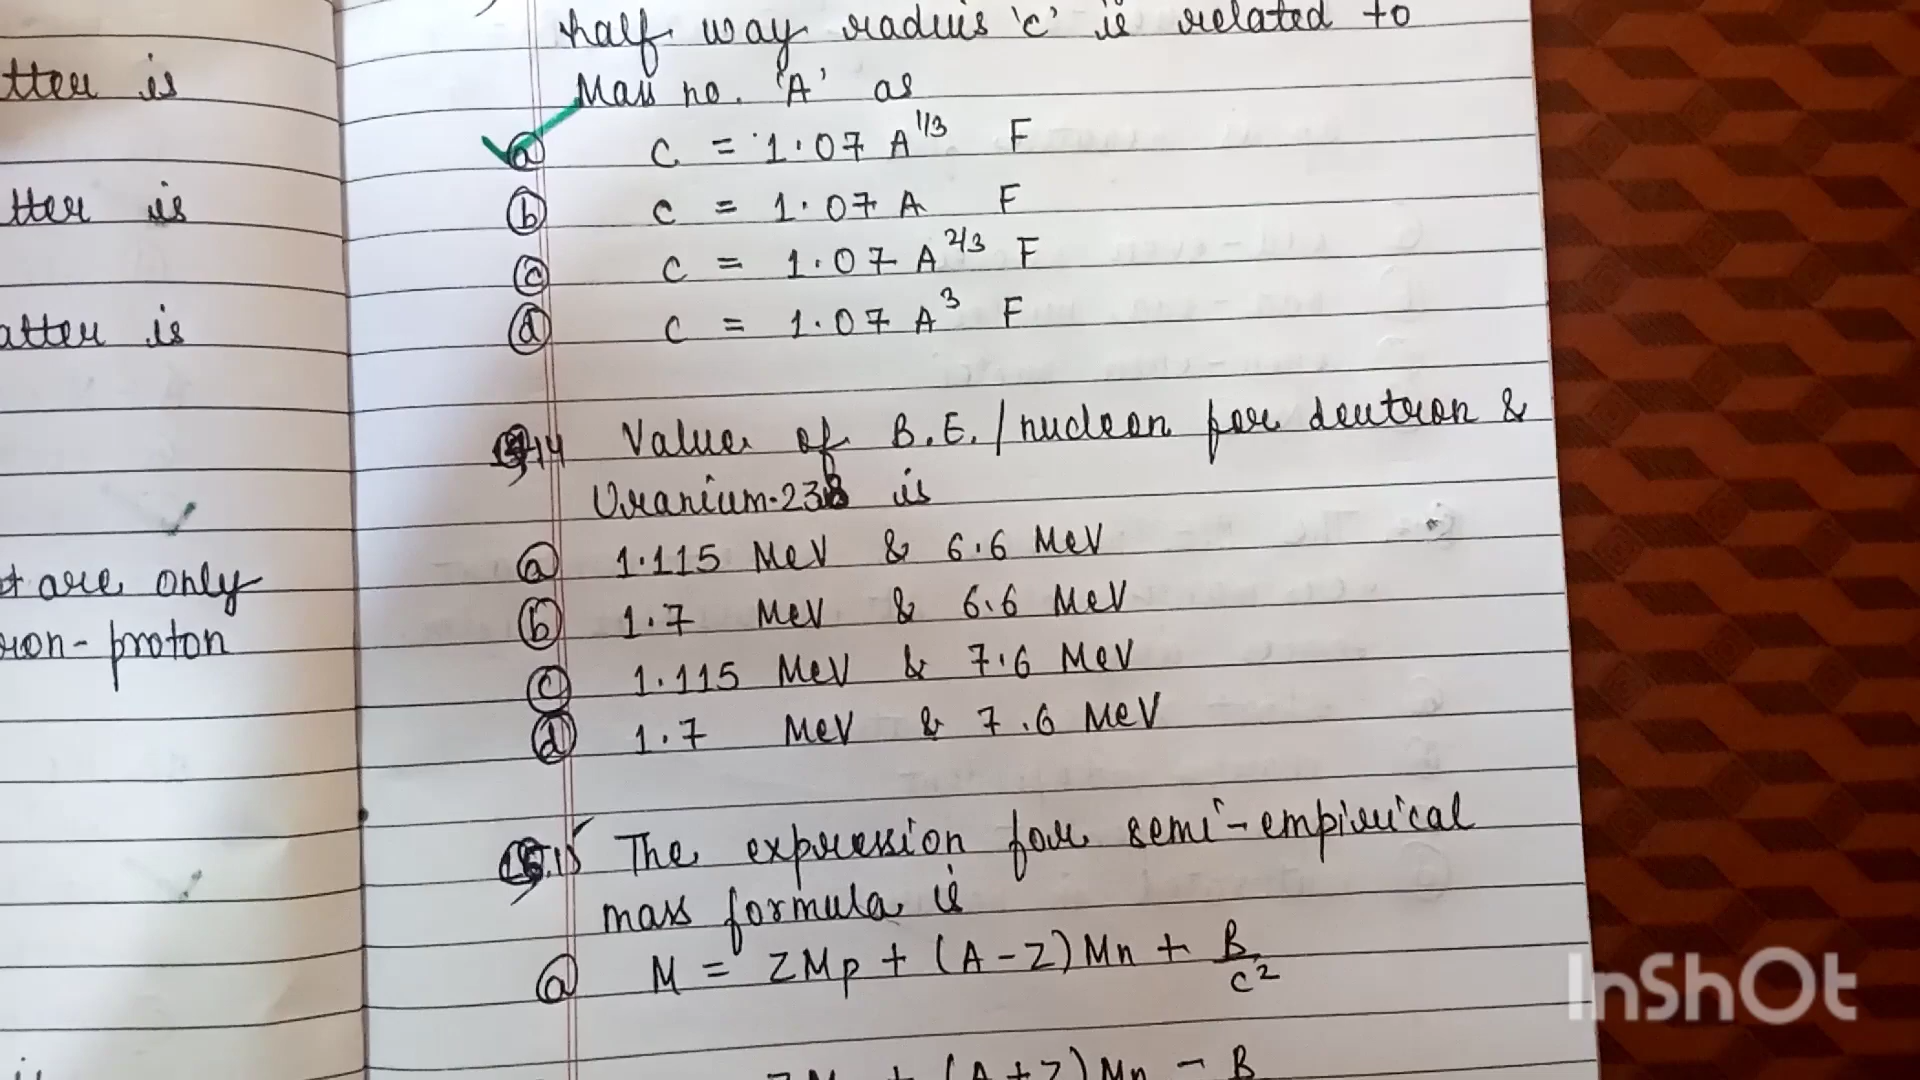 tter is
tter is
atter is
t are only
ron-proton
half way radius 'c' is related to
Mass no. 'A' as
(a) c = 1.07 A^1/3 F
(b) c = 1.07 A F
(c) c = 1.07 A^2/3 F
(d) c = 1.07 A^3 F
14 Value of B.E./nucleon for deutron &
Uranium-238 is
(a) 1.115 MeV & 6.6 MeV
(b) 1.7 MeV & 6.6 MeV
(c) 1.115 MeV & 7.6 MeV
(d) 1.7 MeV & 7.6 MeV
15 The expression for semi-empirical
mass formula is
(a) M = ZMp + (A-Z)Mn + B/c^2
ZM + (A+Z)Mn - B
InShOt